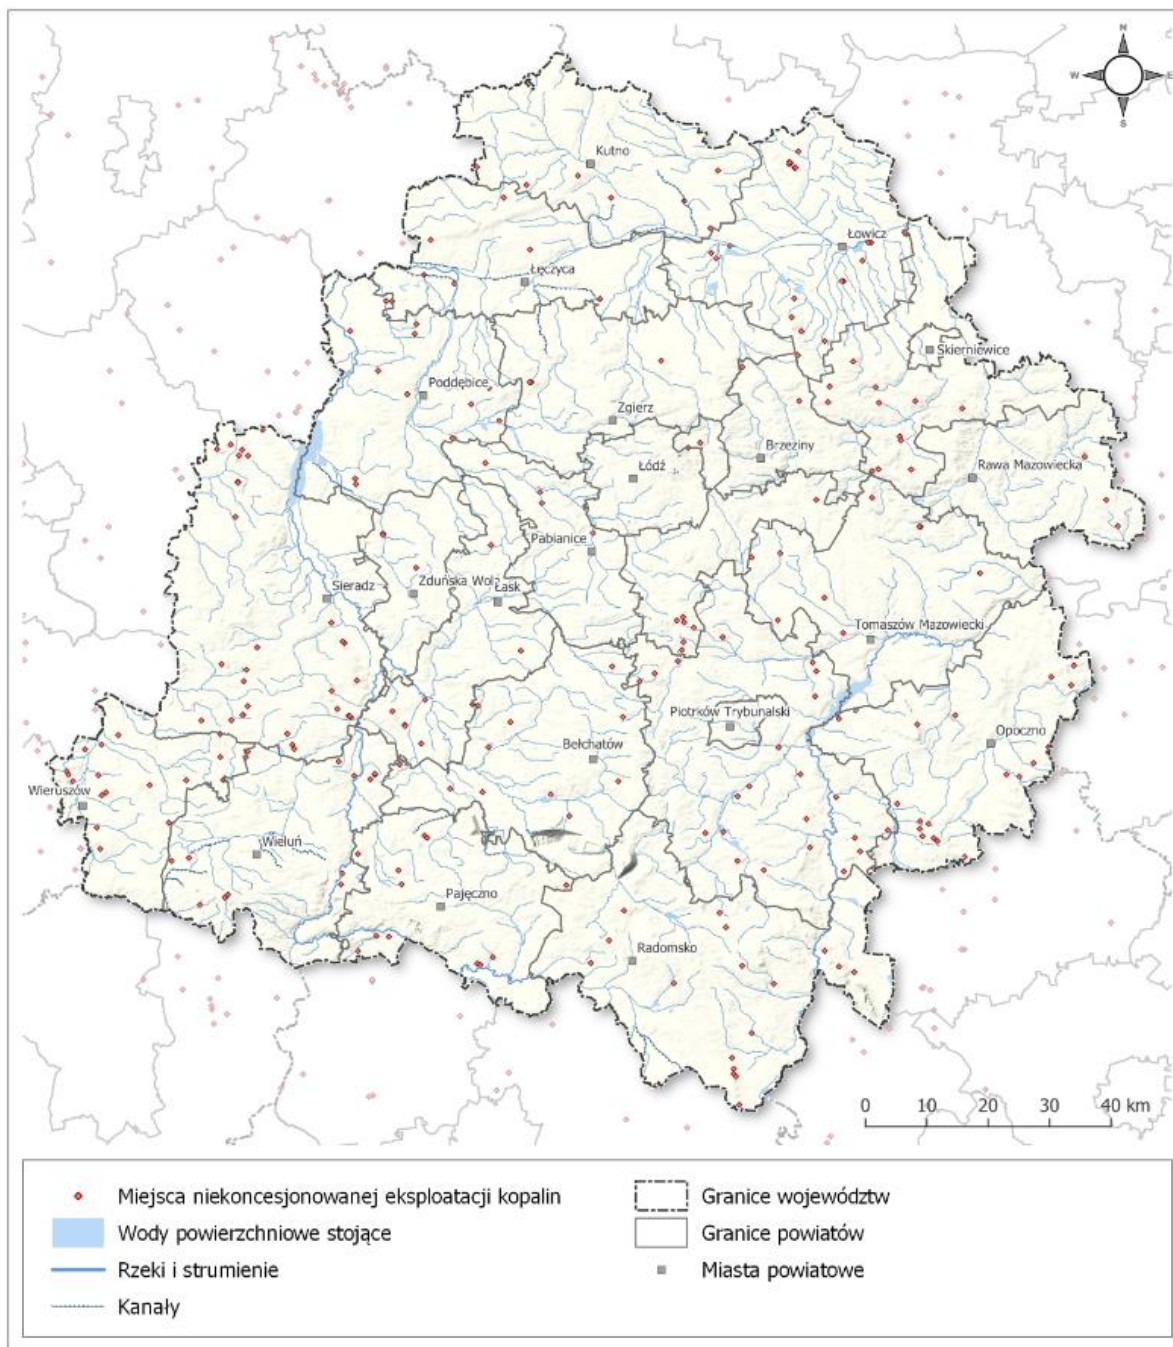 N
W E
S
Kutno
Łowicz
Łęczyca
Skierniewice
Poddębice
Zgierz
Brzeziny
Łódź
Rawa Mazowiecka
Pabianice
Sieradz
Zduńska Wola
Łask
Tomaszów Mazowiecki
Piotrków Trybunalski
Opoczno
Bełchatów
Wieruszów
Wieluń
Pajęczno
Radomsko
0 10 20 30 40 km
Miejsca niekoncesjonowanej eksploatacji kopalin
Granice województw
Wody powierzchniowe stojące
Granice powiatów
Rzeki i strumienie
Miasta powiatowe
Kanały